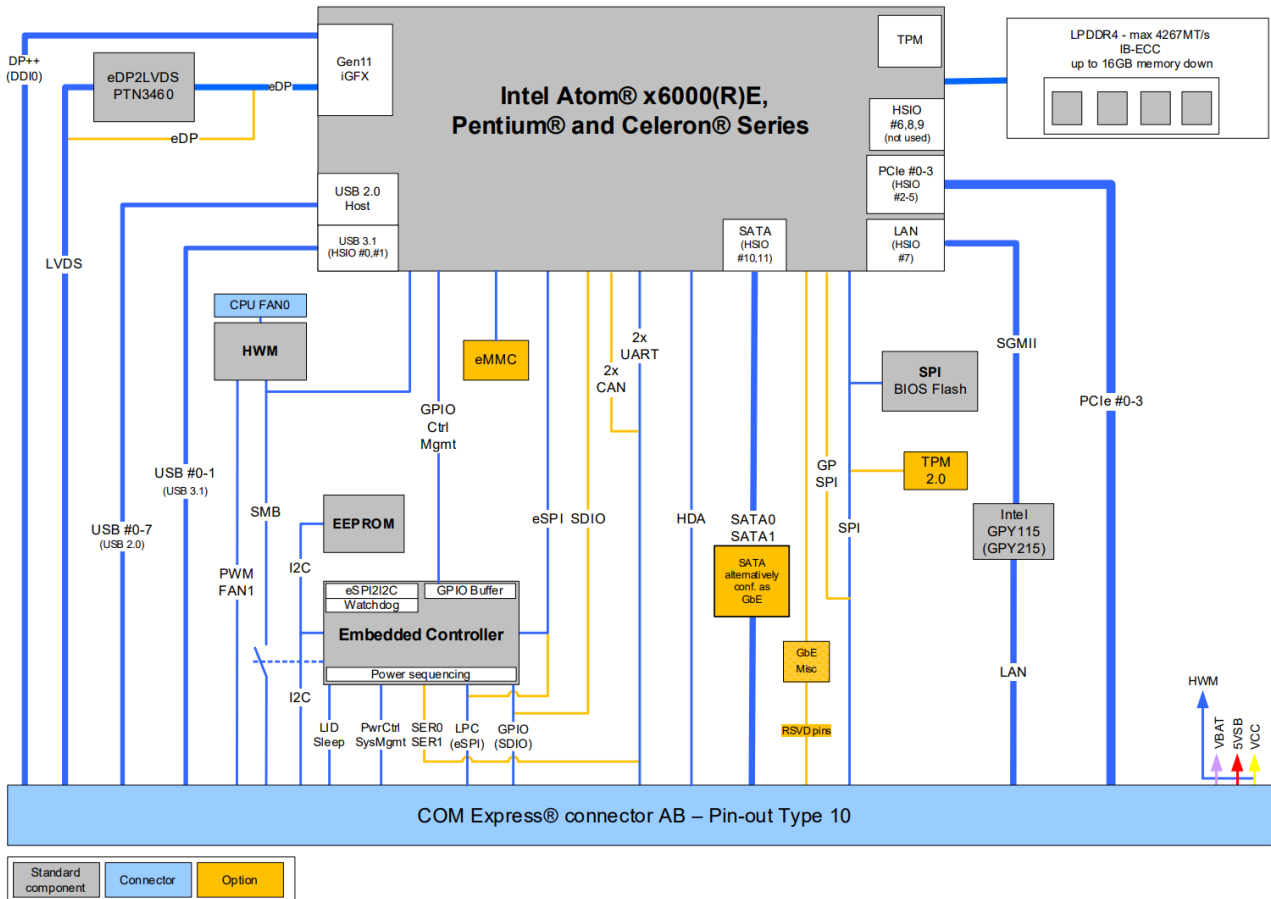 DP++
(DDI0)
eDP2LVDS
PTN3460
eDP
eDP
Gen11
iGFX
Intel Atom® x6000(R)E,
Pentium® and Celeron® Series
TPM
LPDDR4 - max 4267MT/s
IB-ECC
up to 16GB memory down
HSIO
#6,8,9
(not used)
PCIe #0-3
(HSIO
#2-5)
USB 2.0
Host
USB 3.1
(HSIO #0,#1)
SATA
(HSIO
#10,11)
LAN
(HSIO
#7)
LVDS
CPU FAN0
HWM
eMMC
2x
UART
2x
CAN
SGMII
SPI
BIOS Flash
PCIe #0-3
GPIO
Ctrl
Mgmt
USB #0-1
(USB 3.1)
GP
SPI
TPM
2.0
SMB
EEPROM
eSPI
SDIO
HDA
SATA0
SATA1
SPI
Intel
GPY115
(GPY215)
USB #0-7
(USB 2.0)
I2C
PWM
FAN1
SATA
alternatively
conf. as
GbE
eSPI2I2C
Watchdog
GPIO Buffer
Embedded Controller
Power sequencing
GbE
Misc
LAN
I2C
LID
Sleep
PwrCtrl
SysMgmt
SER0
SER1
LPC
(eSPI)
GPIO
(SDIO)
RSVD pins
HWM
VBAT
5VSB
VCC
COM Express® connector AB – Pin-out Type 10
Standard
component
Connector
Option